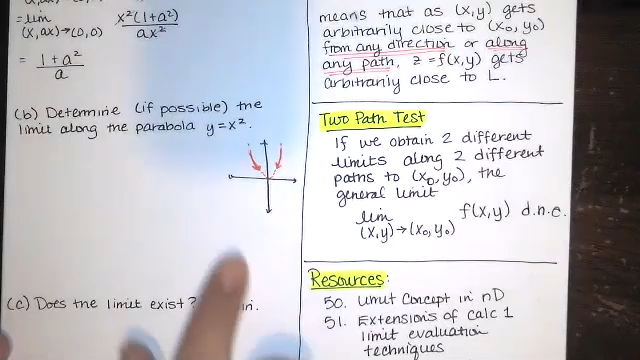 = lim (x,ax)→(0,0) x²(1+a²) / ax²
= 1+a² / a
(b) Determine (if possible) the
limit along the parabola y=x².
(c) Does the limit exist?
means that as (x,y) gets
arbitrarily close to (x₀,y₀)
from any direction or along
any path, z=f(x,y) gets
arbitrarily close to L.
Two Path Test
If we obtain 2 different
limits along 2 different
paths to (x₀,y₀), the
general limit
lim (x,y)→(x₀,y₀) f(x,y) d.n.e.
Resources:
50. Limit Concept in nD
51. Extensions of calc 1
limit evaluation
techniques